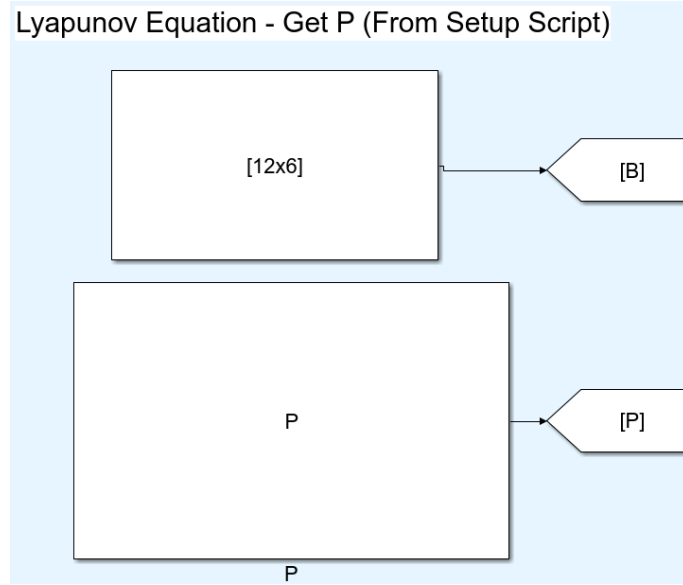 Lyapunov Equation - Get P (From Setup Script)
[12x6]
[B]
P
[P]
P